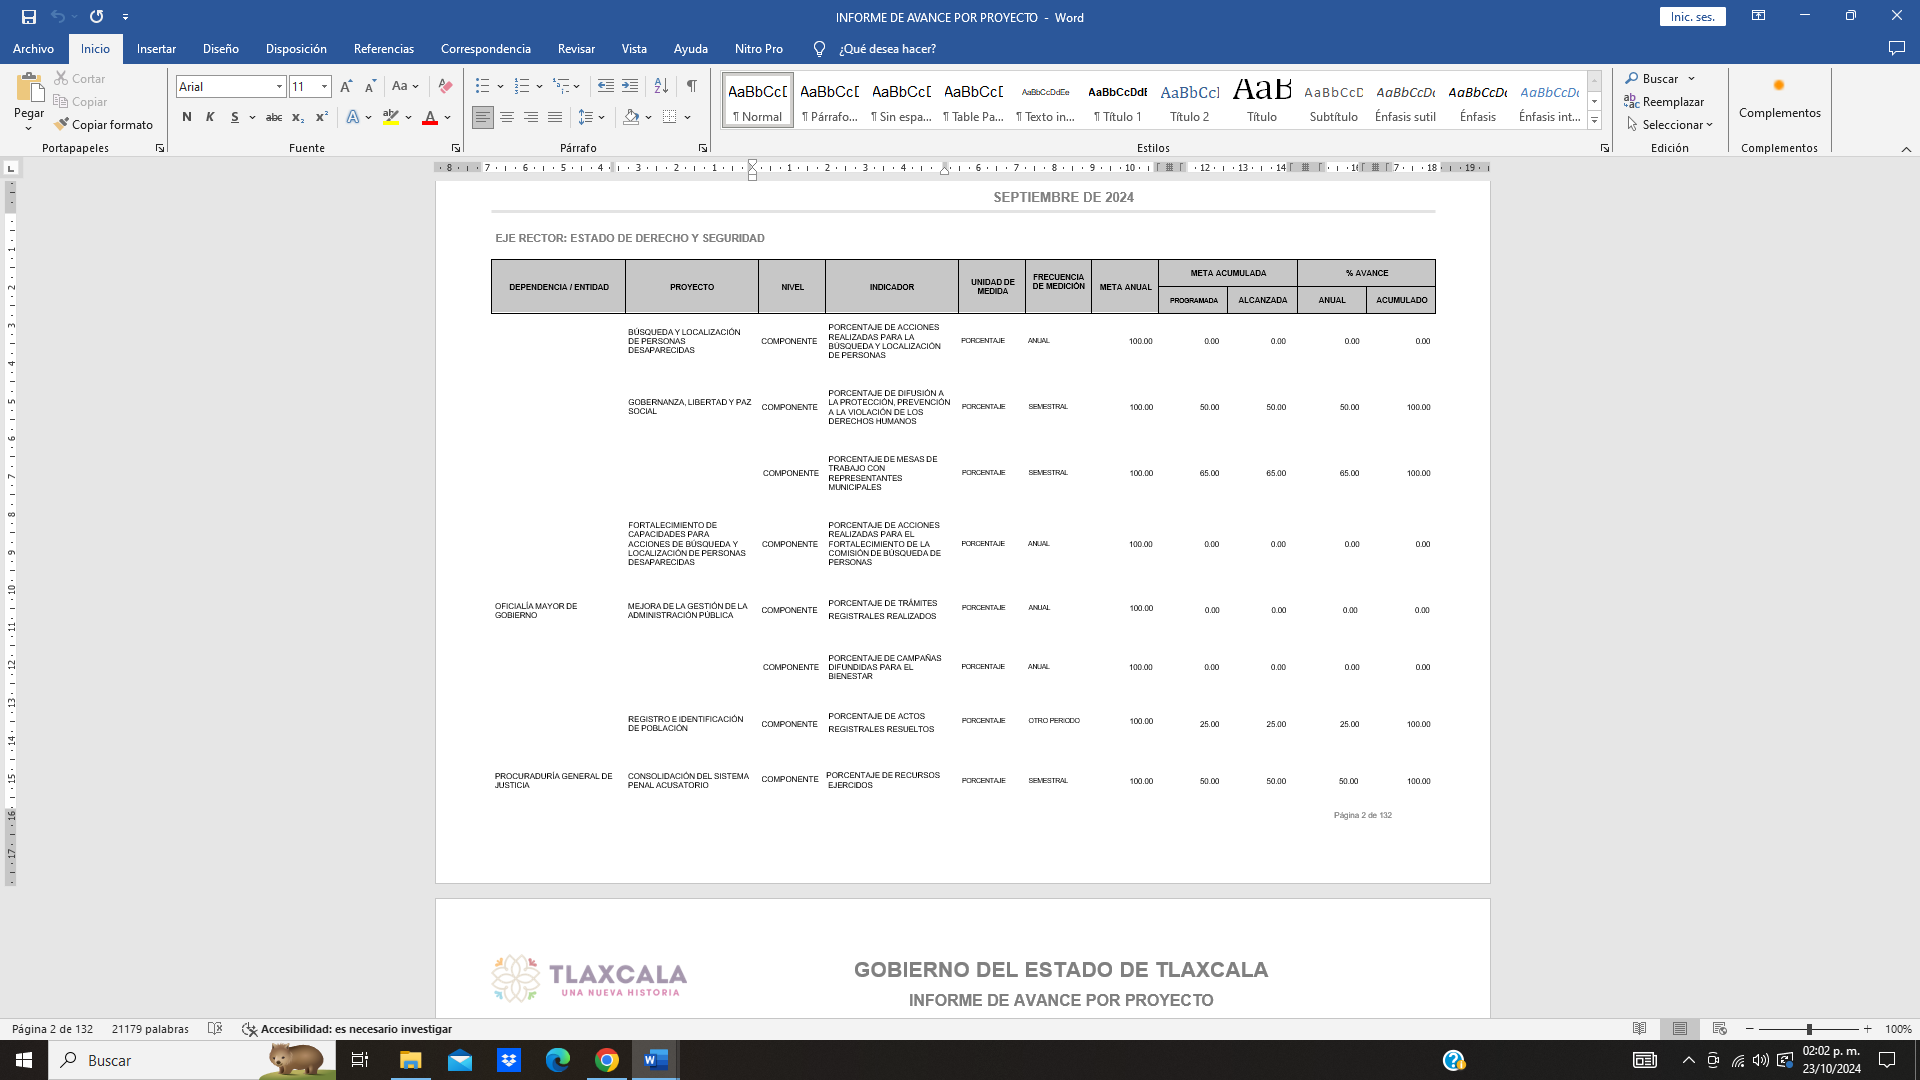 INFORME DE AVANCE POR PROYECTO - Word
Inic. ses.
Archivo Inicio Insertar Diseño Disposición Referencias Correspondencia Revisar Vista Ayuda Nitro Pro ¿Qué desea hacer?
Pegar
Cortar
Copiar
Copiar formato
Portapapeles
Arial 11
N K S abc x₂ x²
Fuente
Párrafo
AaBbCcD AaBbCcD AaBbCcD AaBbCcD AaBbCcDdEe AaBbCcDdE AaBbCcI AaB AaBbCcD AaBbCcDc AaBbCcDc AaBbCcDc
¶ Normal ¶ Párrafo... ¶ Sin espa... ¶ Table Pa... ¶ Texto in... ¶ Título 1 Título 2 Título Subtítulo Énfasis sutil Énfasis Énfasis int...
Estilos
Buscar
Reemplazar
Seleccionar
Edición
Complementos
Complementos
SEPTIEMBRE DE 2024
EJE RECTOR: ESTADO DE DERECHO Y SEGURIDAD
DEPENDENCIA / ENTIDAD PROYECTO NIVEL INDICADOR UNIDAD DE MEDIDA FRECUENCIA DE MEDICIÓN META ANUAL META ACUMULADA % AVANCE
PROGRAMADA ALCANZADA ANUAL ACUMULADO
BÚSQUEDA Y LOCALIZACIÓN DE PERSONAS DESAPARECIDAS COMPONENTE PORCENTAJE DE ACCIONES REALIZADAS PARA LA BÚSQUEDA Y LOCALIZACIÓN DE PERSONAS PORCENTAJE ANUAL 100.00 0.00 0.00 0.00 0.00
GOBERNANZA, LIBERTAD Y PAZ SOCIAL COMPONENTE PORCENTAJE DE DIFUSIÓN A LA PROTECCIÓN, PREVENCIÓN A LA VIOLACIÓN DE LOS DERECHOS HUMANOS PORCENTAJE SEMESTRAL 100.00 50.00 50.00 50.00 100.00
COMPONENTE PORCENTAJE DE MESAS DE TRABAJO CON REPRESENTANTES MUNICIPALES PORCENTAJE SEMESTRAL 100.00 65.00 65.00 65.00 100.00
FORTALECIMIENTO DE CAPACIDADES PARA ACCIONES DE BÚSQUEDA Y LOCALIZACIÓN DE PERSONAS DESAPARECIDAS COMPONENTE PORCENTAJE DE ACCIONES REALIZADAS PARA EL FORTALECIMIENTO DE LA COMISIÓN DE BÚSQUEDA DE PERSONAS PORCENTAJE ANUAL 100.00 0.00 0.00 0.00 0.00
OFICIALÍA MAYOR DE GOBIERNO MEJORA DE LA GESTIÓN DE LA ADMINISTRACIÓN PÚBLICA COMPONENTE PORCENTAJE DE TRÁMITES REGISTRALES REALIZADOS PORCENTAJE ANUAL 100.00 0.00 0.00 0.00 0.00
COMPONENTE PORCENTAJE DE CAMPAÑAS DIFUNDIDAS PARA EL BIENESTAR PORCENTAJE ANUAL 100.00 0.00 0.00 0.00 0.00
REGISTRO E IDENTIFICACIÓN DE POBLACIÓN COMPONENTE PORCENTAJE DE ACTOS REGISTRALES RESUELTOS PORCENTAJE OTRO PERIODO 100.00 25.00 25.00 25.00 100.00
PROCURADURÍA GENERAL DE JUSTICIA CONSOLIDACIÓN DEL SISTEMA PENAL ACUSATORIO COMPONENTE PORCENTAJE DE RECURSOS EJERCIDOS PORCENTAJE SEMESTRAL 100.00 50.00 50.00 50.00 100.00
Página 2 de 132
TLAXCALA
UNA NUEVA HISTORIA
GOBIERNO DEL ESTADO DE TLAXCALA
INFORME DE AVANCE POR PROYECTO
Página 2 de 132 21179 palabras Accesibilidad: es necesario investigar 100%
Buscar
02:02 p. m.
23/10/2024